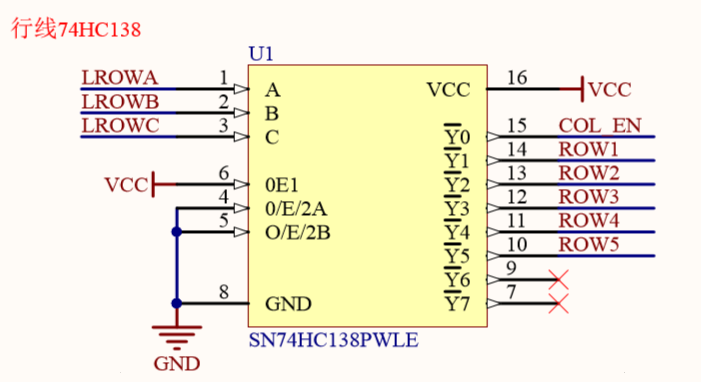 行线74HC138
U1
LROWA 1 A VCC 16 VCC
LROWB 2 B
LROWC 3 C Y0 15 COL_EN
Y1 14 ROW1
VCC 6 0E1 Y2 13 ROW2
4 0/E/2A Y3 12 ROW3
5 O/E/2B Y4 11 ROW4
Y5 10 ROW5
Y6 9
8 GND Y7 7
SN74HC138PWLE
GND